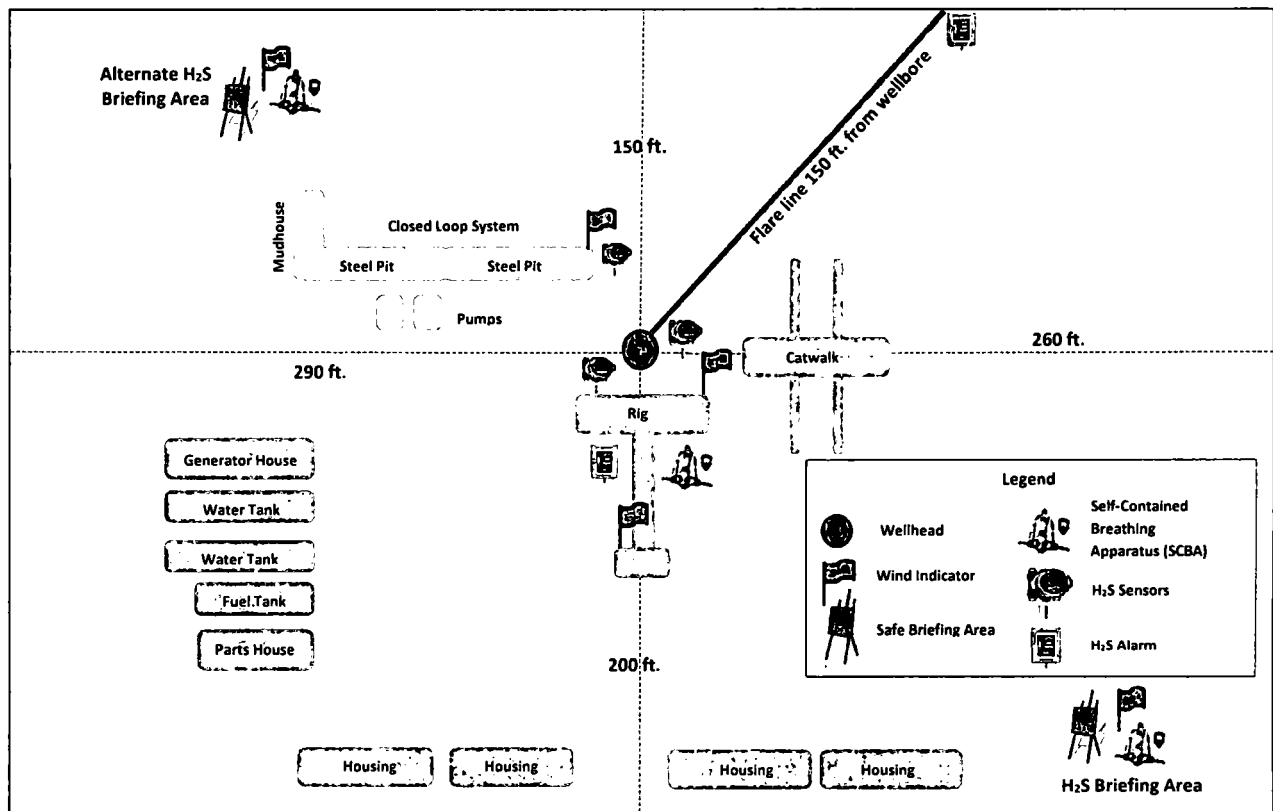 Alternate H₂S
Briefing Area
150 ft.
Flare line 150 ft. from wellbore
Mudhouse
Closed Loop System
Steel Pit
Steel Pit
Pumps
290 ft.
260 ft.
Catwalk
Rig
Generator House
Water Tank
Water Tank
Fuel Tank
Parts House
200 ft.
Legend
Wellhead
Wind Indicator
Safe Briefing Area
Self-Contained
Breathing
Apparatus (SCBA)
H₂S Sensors
H₂S Alarm
Housing
Housing
Housing
Housing
H₂S Briefing Area